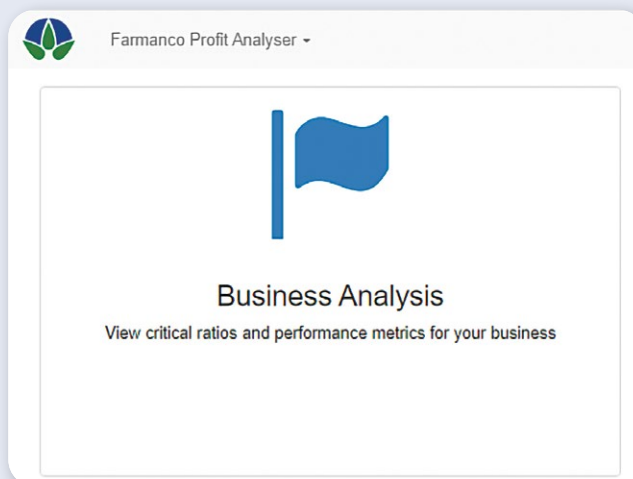 Farmanco Profit Analyser
Business Analysis
View critical ratios and performance metrics for your business